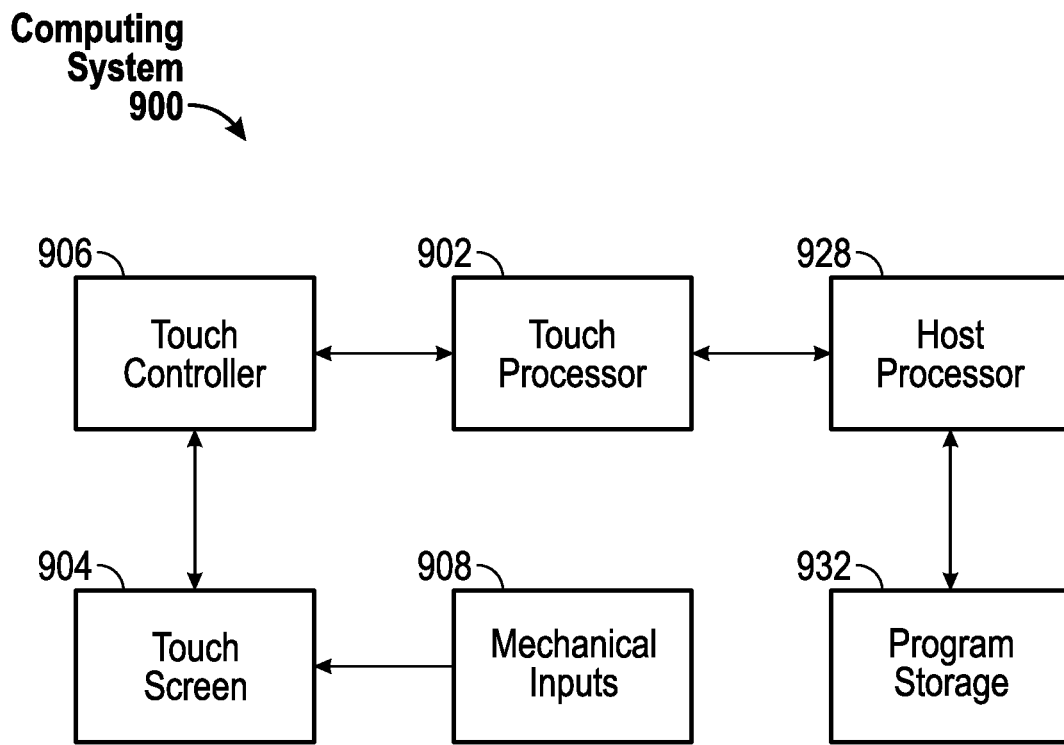 Computing
System
900
906
902
928
Touch
Controller
Touch
Processor
Host
Processor
904
908
932
Touch
Screen
Mechanical
Inputs
Program
Storage